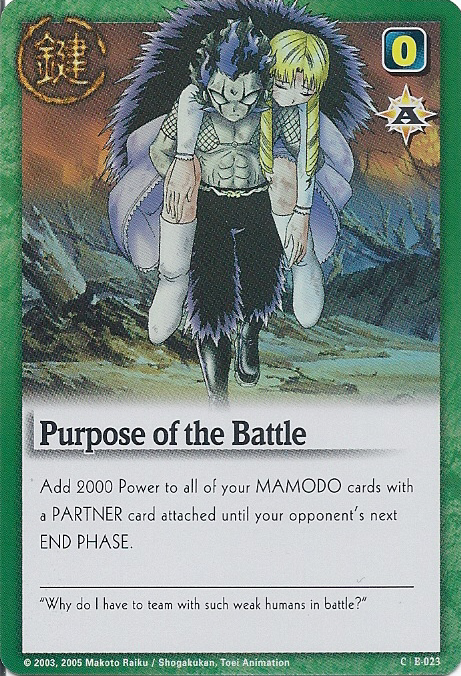 鍵
0
A
Purpose of the Battle
Add 2000 Power to all of your MAMODO cards with
a PARTNER card attached until your opponent's next
END PHASE.
"Why do I have to team with such weak humans in battle?"
© 2003, 2005 Makoto Raiku / Shogakukan, Toei Animation
C | E-023